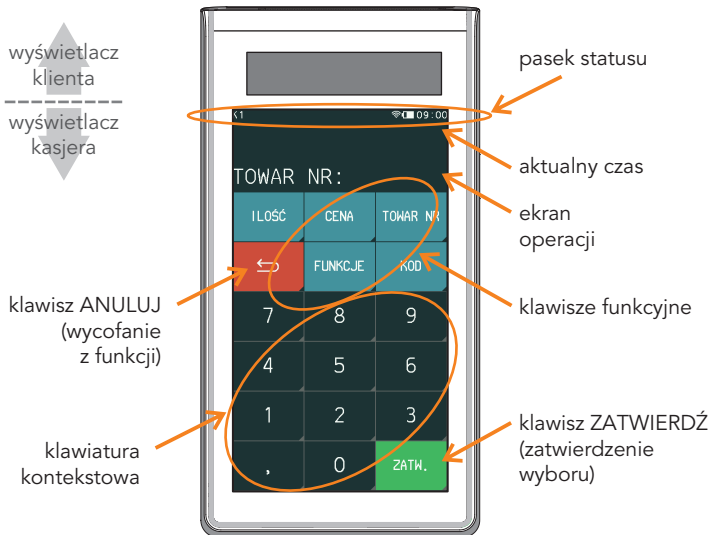 wyświetlacz
klienta
wyświetlacz
kasjera
pasek statusu
09:00
aktualny czas
TOWAR NR:
ekran
operacji
ILOŚĆ CENA TOWAR NR
FUNKCJE KOD
klawisz ANULUJ
(wycofanie
z funkcji)
klawisze funkcyjne
7 8 9
4 5 6
1 2 3
, 0 ZATW.
klawiatura
kontekstowa
klawisz ZATWIERDŹ
(zatwierdzenie
wyboru)